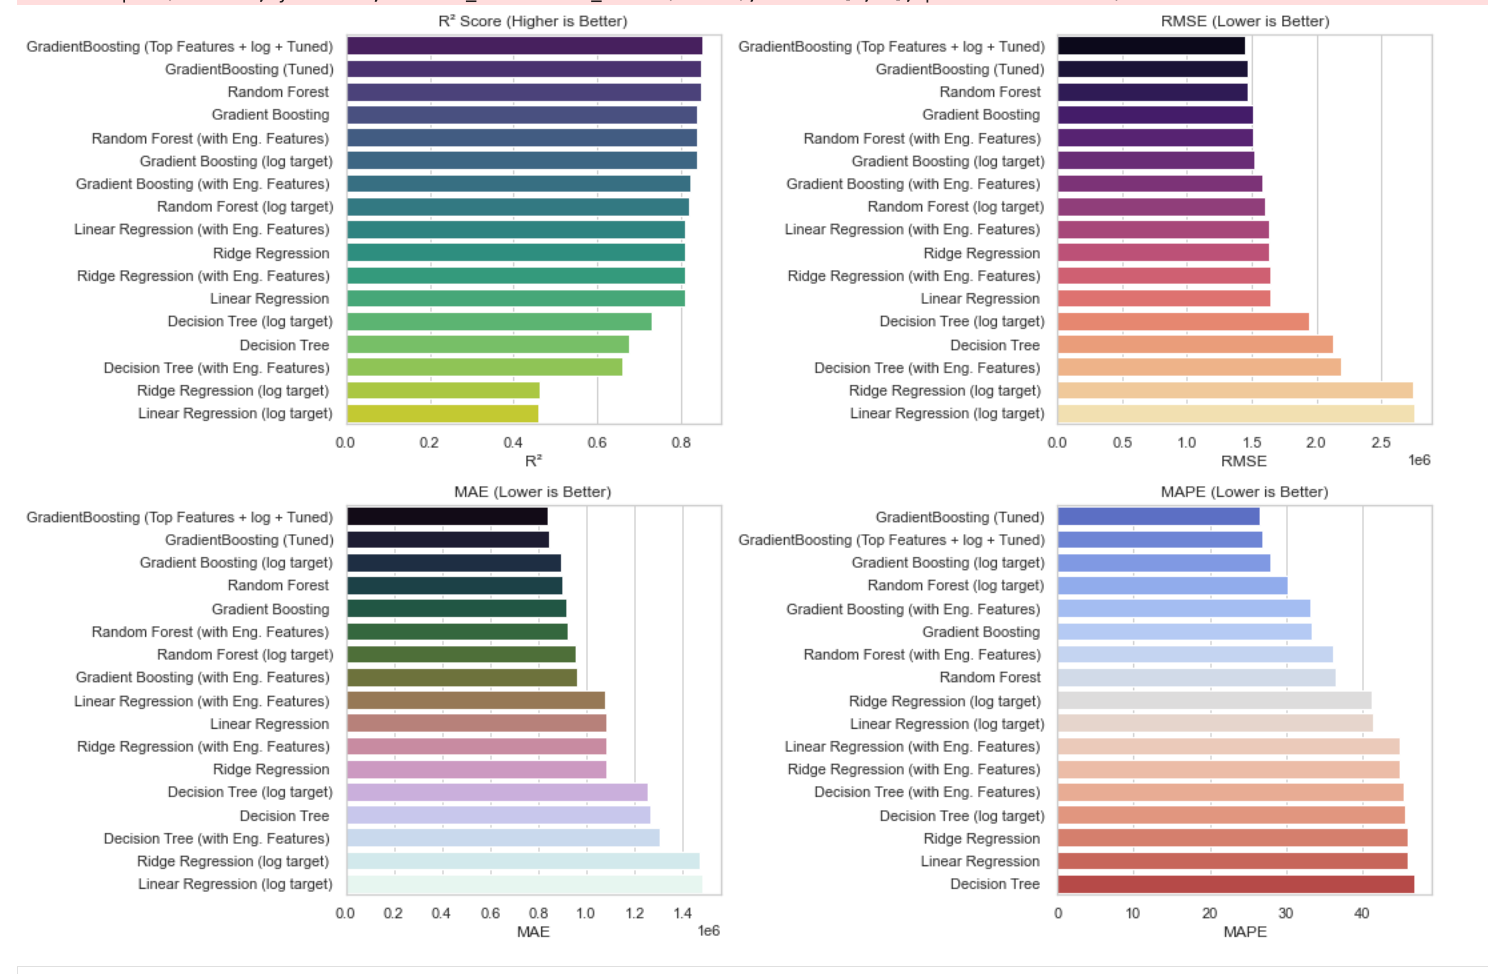 R² Score (Higher is Better)
GradientBoosting (Top Features + log + Tuned)
GradientBoosting (Tuned)
Random Forest
Gradient Boosting
Random Forest (with Eng. Features)
Gradient Boosting (log target)
Gradient Boosting (with Eng. Features)
Random Forest (log target)
Linear Regression (with Eng. Features)
Ridge Regression
Ridge Regression (with Eng. Features)
Linear Regression
Decision Tree (log target)
Decision Tree
Decision Tree (with Eng. Features)
Ridge Regression (log target)
Linear Regression (log target)
0.0 0.2 0.4 0.6 0.8
R²
RMSE (Lower is Better)
GradientBoosting (Top Features + log + Tuned)
GradientBoosting (Tuned)
Random Forest
Gradient Boosting
Random Forest (with Eng. Features)
Gradient Boosting (log target)
Gradient Boosting (with Eng. Features)
Random Forest (log target)
Linear Regression (with Eng. Features)
Ridge Regression
Ridge Regression (with Eng. Features)
Linear Regression
Decision Tree (log target)
Decision Tree
Decision Tree (with Eng. Features)
Ridge Regression (log target)
Linear Regression (log target)
0.0 0.5 1.0 1.5 2.0 2.5
RMSE 1e6
MAE (Lower is Better)
GradientBoosting (Top Features + log + Tuned)
GradientBoosting (Tuned)
Gradient Boosting (log target)
Random Forest
Gradient Boosting
Random Forest (with Eng. Features)
Random Forest (log target)
Gradient Boosting (with Eng. Features)
Linear Regression (with Eng. Features)
Linear Regression
Ridge Regression (with Eng. Features)
Ridge Regression
Decision Tree (log target)
Decision Tree
Decision Tree (with Eng. Features)
Ridge Regression (log target)
Linear Regression (log target)
0.0 0.2 0.4 0.6 0.8 1.0 1.2 1.4
MAE 1e6
MAPE (Lower is Better)
GradientBoosting (Tuned)
GradientBoosting (Top Features + log + Tuned)
Gradient Boosting (log target)
Random Forest (log target)
Gradient Boosting (with Eng. Features)
Gradient Boosting
Random Forest (with Eng. Features)
Random Forest
Ridge Regression (log target)
Linear Regression (log target)
Linear Regression (with Eng. Features)
Ridge Regression (with Eng. Features)
Decision Tree (with Eng. Features)
Decision Tree (log target)
Ridge Regression
Linear Regression
Decision Tree
0 10 20 30 40
MAPE